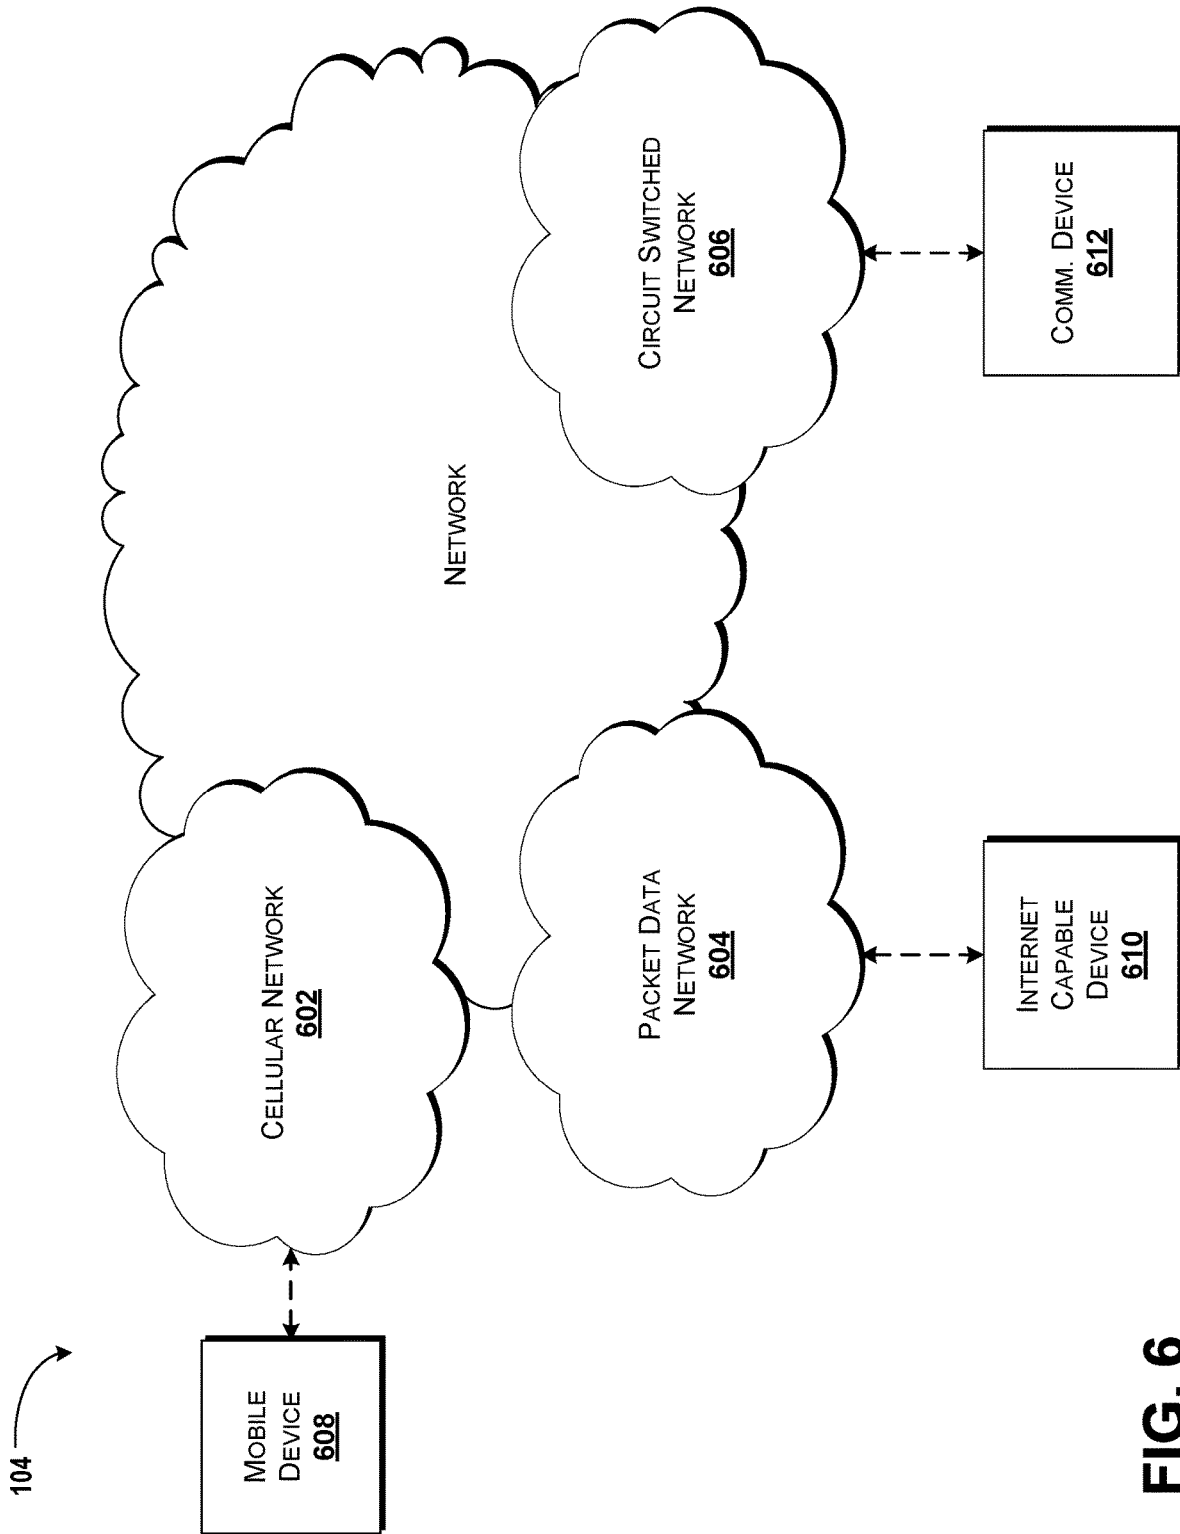 104
MOBILE
DEVICE
608
CELLULAR NETWORK
602
NETWORK
PACKET DATA
NETWORK
604
CIRCUIT SWITCHED
NETWORK
606
INTERNET
CAPABLE
DEVICE
610
COMM. DEVICE
612
FIG. 6